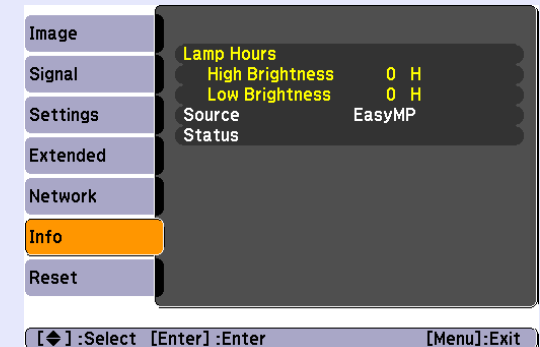 Image
Signal
Settings
Extended
Network
Info
Reset
Lamp Hours
High Brightness 0 H
Low Brightness 0 H
Source EasyMP
Status
[◆] :Select [Enter] :Enter [Menu]:Exit